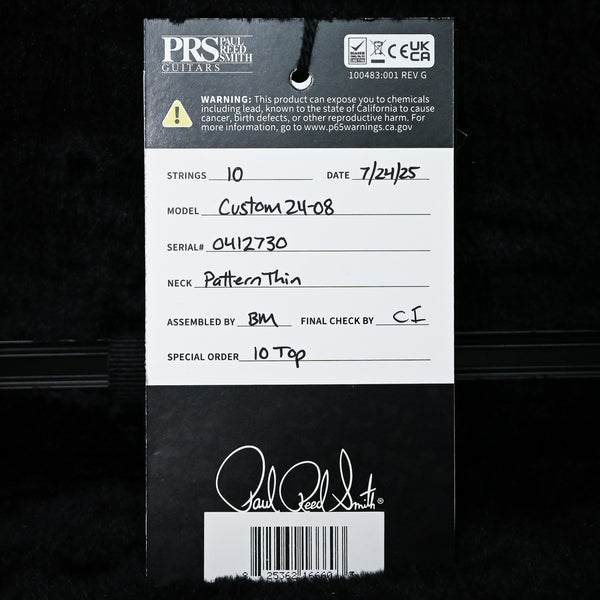 PRS PAUL REED SMITH
GUITARS
CE UK CA
100483:001 REV G
WARNING: This product can expose you to chemicals
including lead, known to the state of California to cause
cancer, birth defects, or other reproductive harm. For
more information, go to www.p65warnings.ca.gov
STRINGS 10 DATE 7/24/25
MODEL Custom 24-08
SERIAL# 0412730
NECK Pattern Thin
ASSEMBLED BY BM FINAL CHECK BY CI
SPECIAL ORDER 10 Top
Paul Reed Smith®